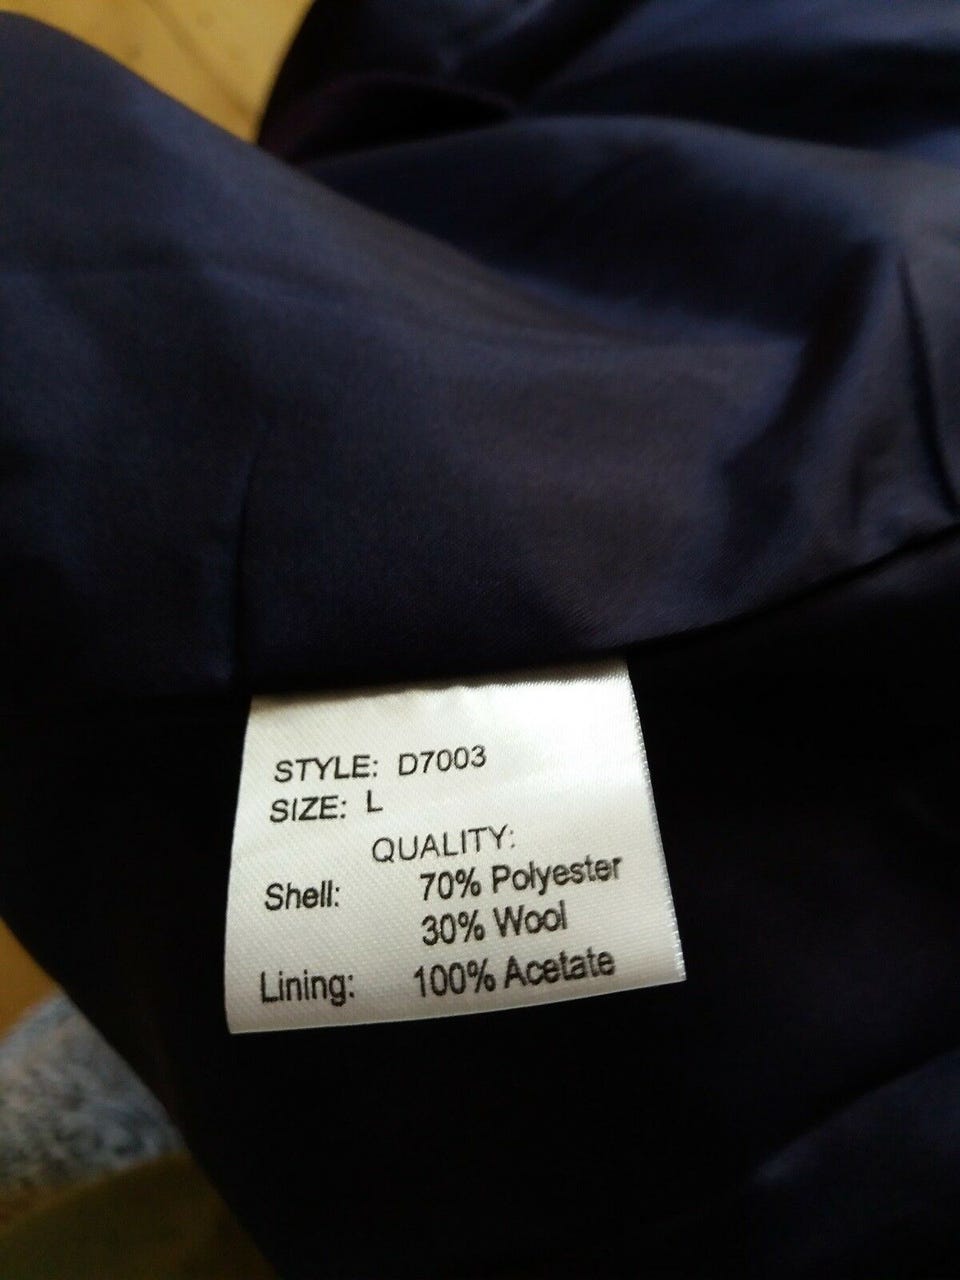 STYLE: D7003
SIZE: L
QUALITY:
Shell: 70% Polyester
30% Wool
Lining: 100% Acetate